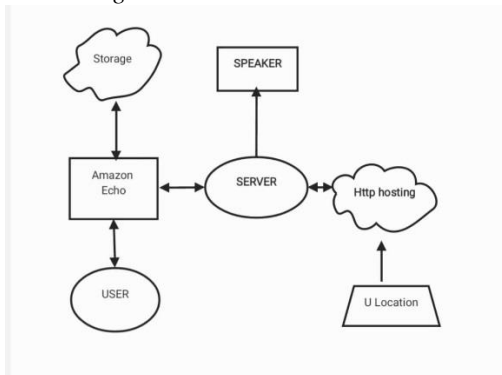 Storage
SPEAKER
Amazon
Echo
SERVER
Http hosting
USER
U Location